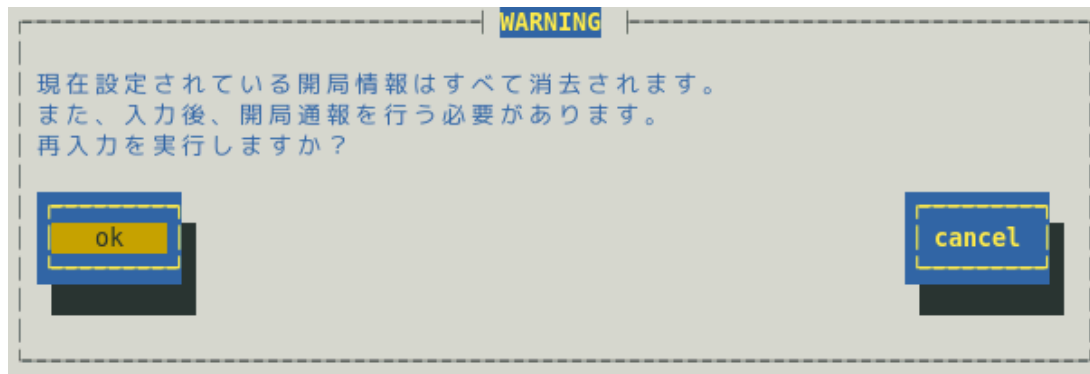 WARNING
現在設定されている開局情報はすべて消去されます。
また、入力後、開局通報を行う必要があります。
再入力を実行しますか？
ok
cancel